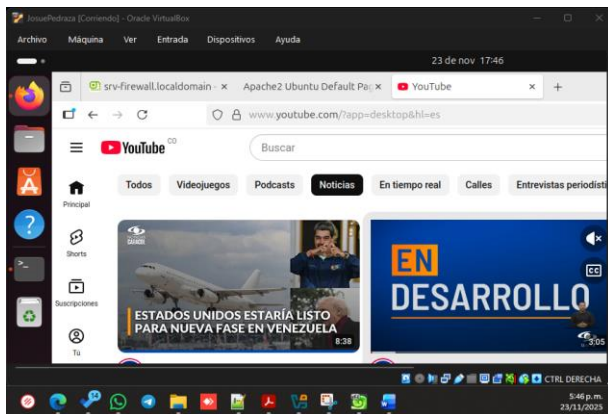 JosuePedraza [Corriendo] - Oracle VirtualBox
Archivo Máquina Ver Entrada Dispositivos Ayuda
23 de nov 17:46
srv-firewall.localdomain - Apache2 Ubuntu Default Pa YouTube
www.youtube.com/?app=desktop&hl=es
YouTube CO
Buscar
Todos Videojuegos Podcasts Noticias En tiempo real Calles Entrevistas periodísti
Principal
Shorts
Suscripciones
Tú
NOTICIAS
CARACOL
ESTADOS UNIDOS ESTARÍA LISTO
PARA NUEVA FASE EN VENEZUELA
8:38
EN
DESARROLLO
CC
3:05
CTRL DERECHA
5:46 p.m.
23/11/2025